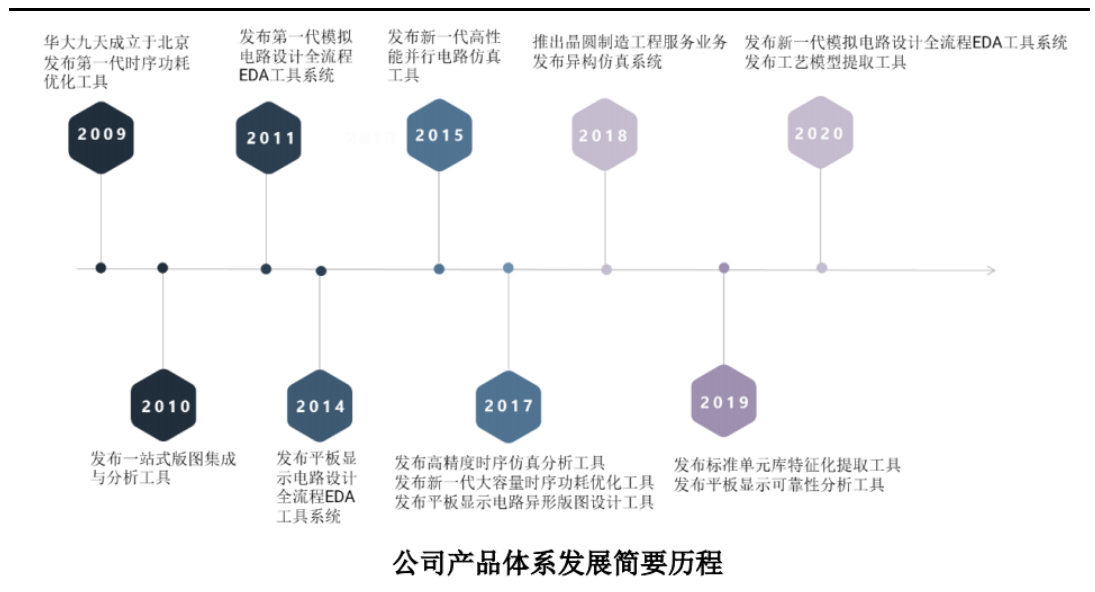 华大九天成立于北京
发布第一代时序功耗
优化工具
2009
发布第一代模拟
电路设计全流程
EDA工具系统
2011
发布新一代高性
能并行电路仿真
工具
2015
推出晶圆制造工程服务业务
发布异构仿真系统
2018
发布新一代模拟电路设计全流程EDA工具系统
发布工艺模型提取工具
2020
2010
发布一站式版图集成
与分析工具
2014
发布平板显
示电路设计
全流程EDA
工具系统
2017
发布高精度时序仿真分析工具
发布新一代大容量时序功耗优化工具
发布平板显示电路异形版图设计工具
2019
发布标准单元库特征化提取工具
发布平板显示可靠性分析工具
公司产品体系发展简要历程